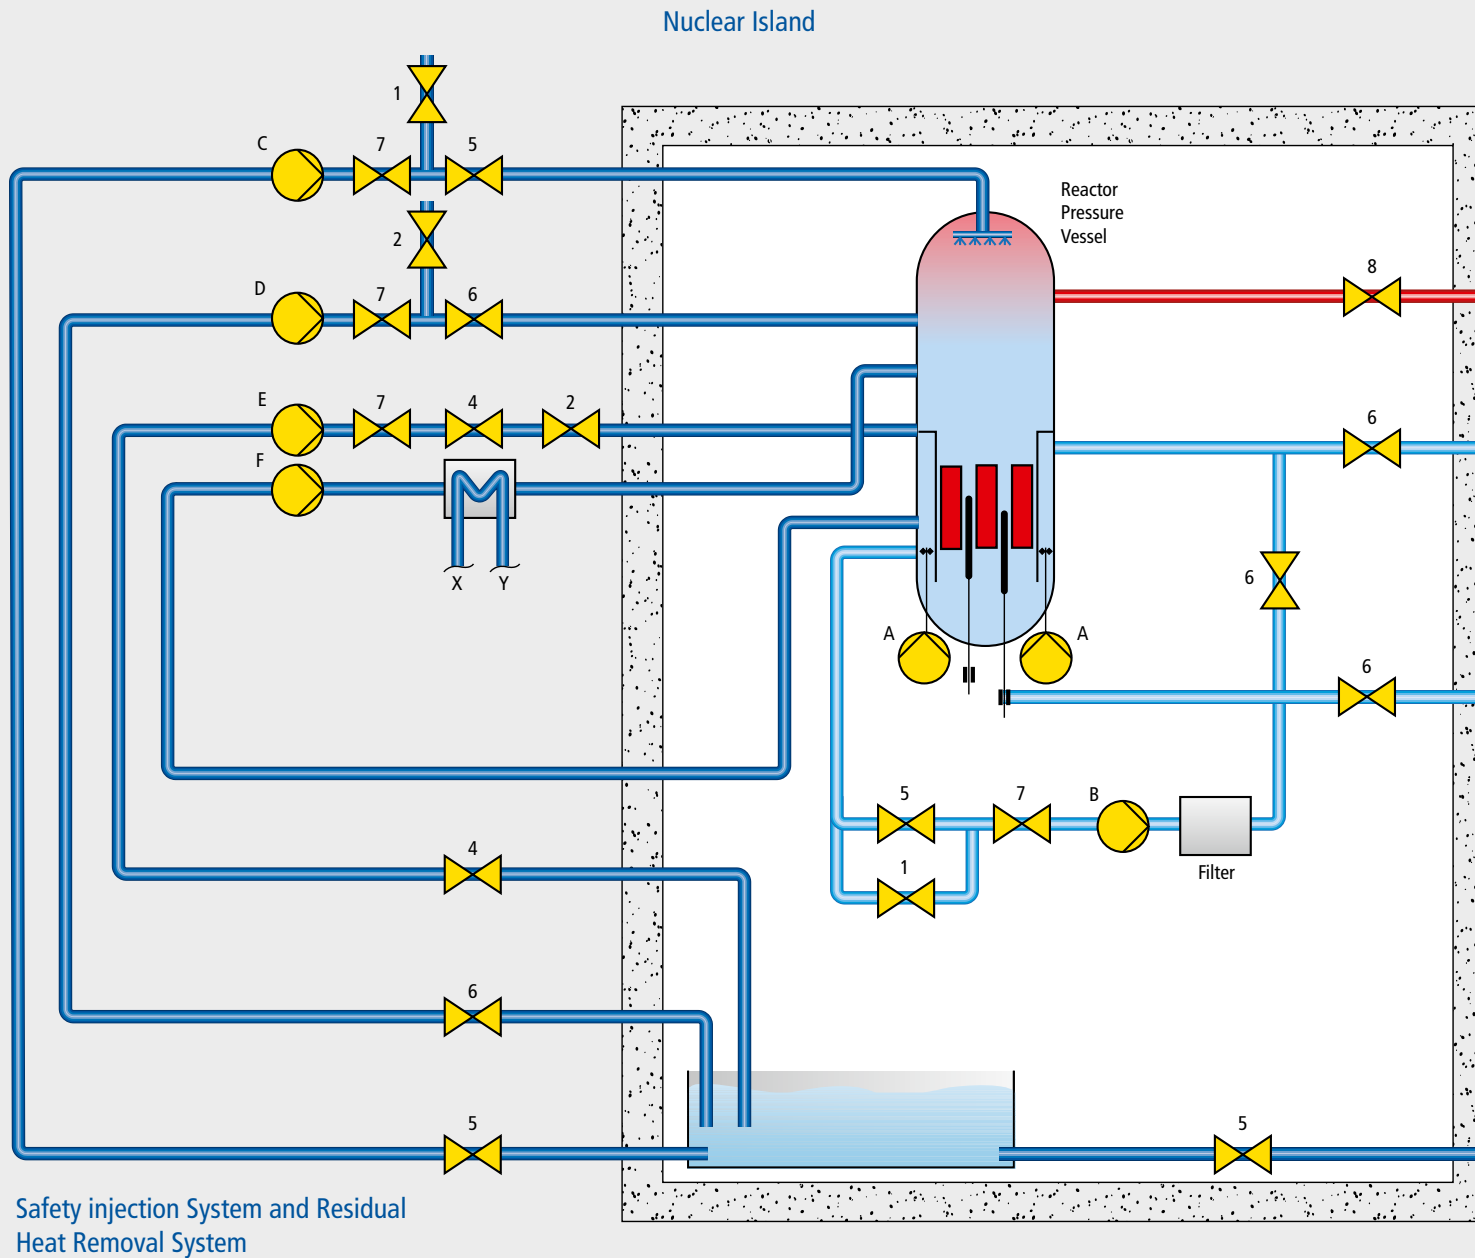 Nuclear Island
1
C
7
5
Reactor
Pressure
Vessel
2
8
D
7
6
E
7
4
2
6
F
X
Y
6
A
A
6
5
7
B
4
1
Filter
6
5
5
Safety injection System and Residual
Heat Removal System